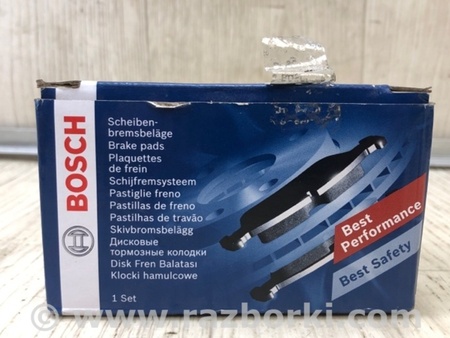 BOSCH
Scheiben-
bremsbeläge
Brake pads
Plaquettes
de frein
Schijfremsysteem
Pastiglie freno
Pastillas de freno
Pastilhas de travão
Skivbromsbelägg
Дисковые
тормозные колодки
Disk Fren Balatası
Klocki hamulcowe
1 Set
Best
Performance
Best Safety
© www.razborki.com